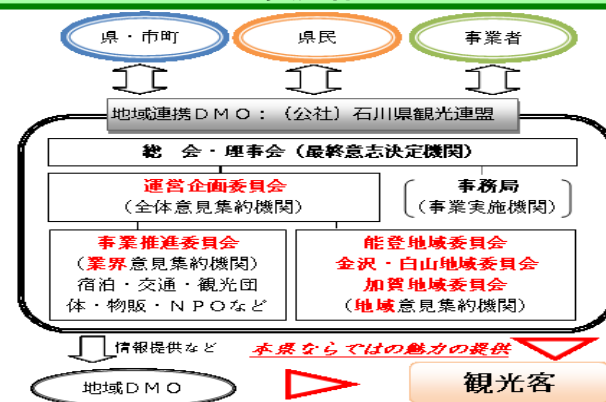 県・市町
県民
事業者
地域連携DMO：（公社）石川県観光連盟
総　会・理事会（最終意志決定機関）
運営企画委員会
（全体意見集約機関）
事務局
（事業実施機関）
事業推進委員会
（業界意見集約機関）
宿泊・交通・観光団
体・物販・NPOなど
能登地域委員会
金沢・白山地域委員会
加賀地域委員会
（地域意見集約機関）
情報提供など
本県ならではの魅力の提供
地域DMO
観光客